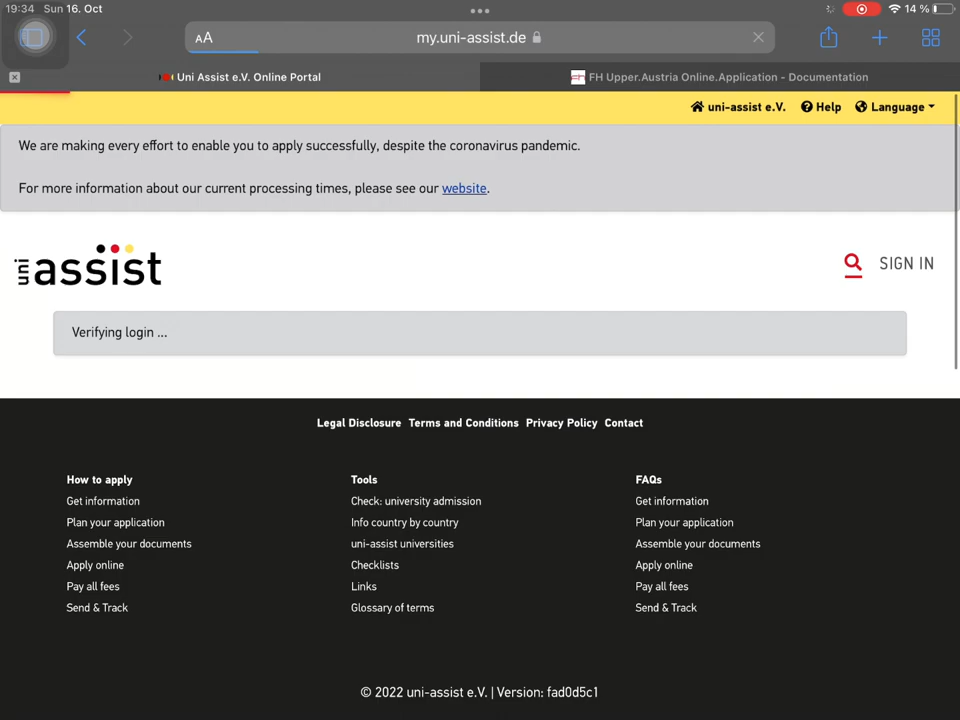 19:34 Sun 16. Oct
14 %
AA
my.uni-assist.de
Uni Assist e.V. Online Portal
FH Upper.Austria Online.Application - Documentation
uni-assist e.V. Help Language
We are making every effort to enable you to apply successfully, despite the coronavirus pandemic.
For more information about our current processing times, please see our website.
uni assist
SIGN IN
Verifying login ...
Legal Disclosure Terms and Conditions Privacy Policy Contact
How to apply
Get information
Plan your application
Assemble your documents
Apply online
Pay all fees
Send & Track
Tools
Check: university admission
Info country by country
uni-assist universities
Checklists
Links
Glossary of terms
FAQs
Get information
Plan your application
Assemble your documents
Apply online
Pay all fees
Send & Track
© 2022 uni-assist e.V. | Version: fad0d5c1